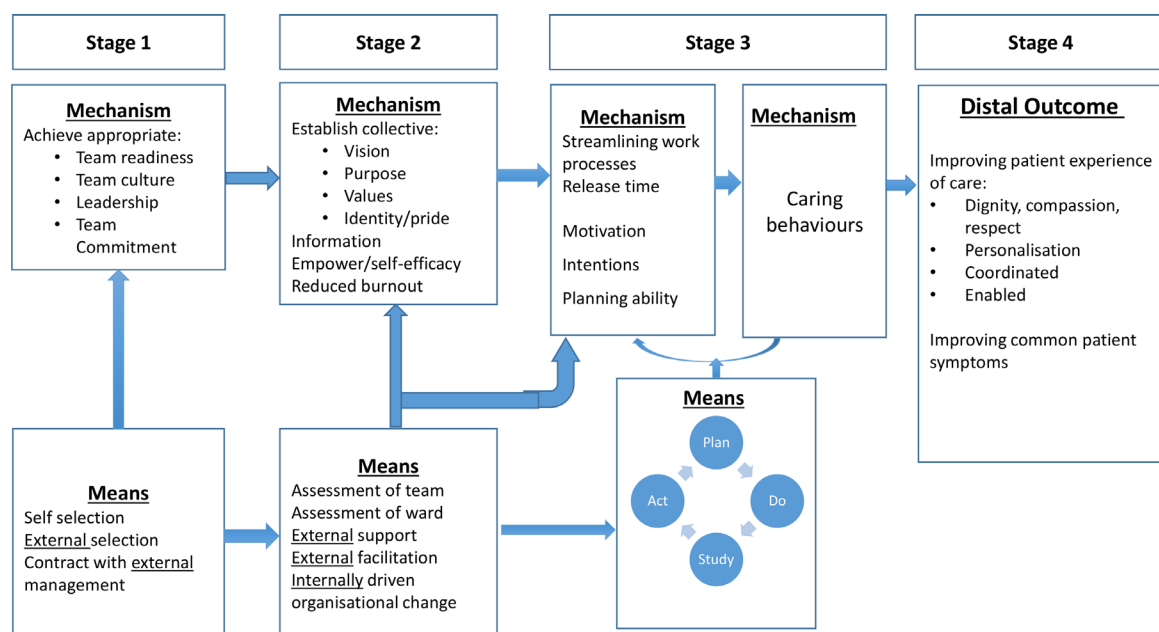 Stage 1
Stage 2
Stage 3
Stage 4
Mechanism
Achieve appropriate:
• Team readiness
• Team culture
• Leadership
• Team
Commitment
Mechanism
Establish collective:
• Vision
• Purpose
• Values
• Identity/pride
Information
Empower/self-efficacy
Reduced burnout
Mechanism
Streamlining work
processes
Release time
Motivation
Intentions
Planning ability
Mechanism
Caring
behaviours
Distal Outcome
Improving patient experience
of care:
• Dignity, compassion,
respect
• Personalisation
• Coordinated
• Enabled
Improving common patient
symptoms
Means
Self selection
External selection
Contract with external
management
Means
Assessment of team
Assessment of ward
External support
External facilitation
Internally driven
organisational change
Means
Plan
Do
Study
Act